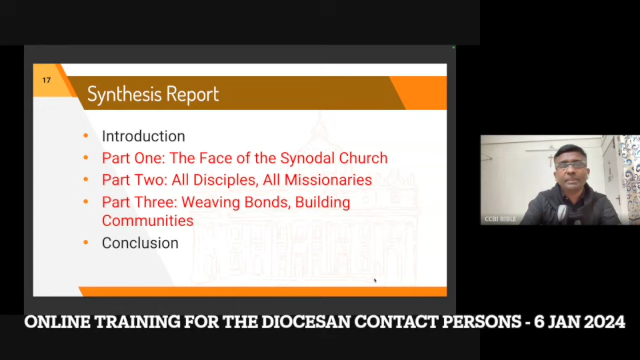 17
Synthesis Report
• Introduction
• Part One: The Face of the Synodal Church
• Part Two: All Disciples, All Missionaries
• Part Three: Weaving Bonds, Building
Communities
• Conclusion
CCBI BIBLE
ONLINE TRAINING FOR THE DIOCESAN CONTACT PERSONS - 6 JAN 2024